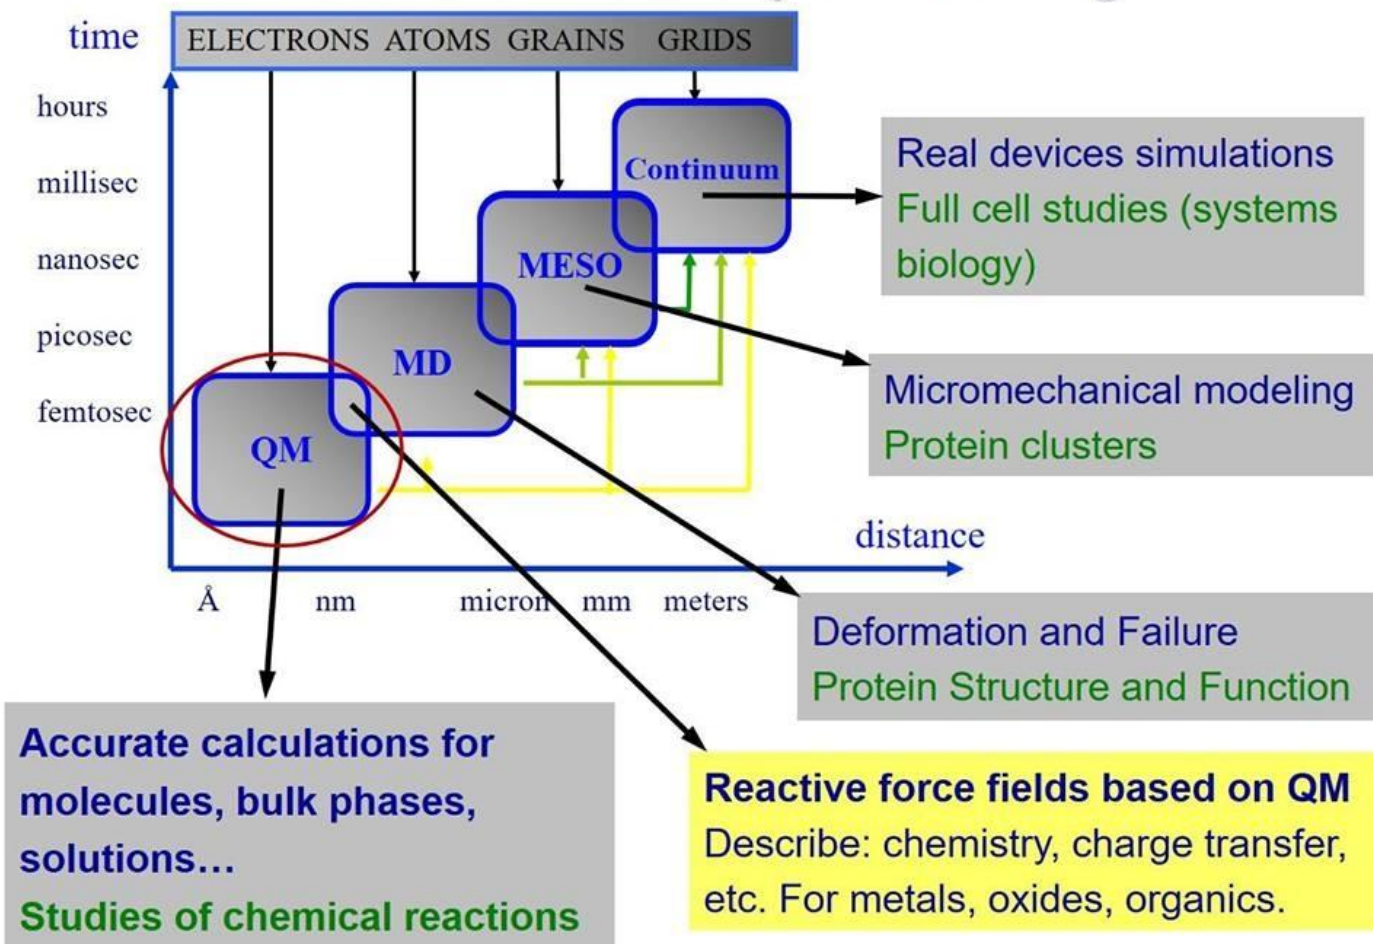 time
ELECTRONS ATOMS GRAINS GRIDS
hours
millisec
nanosec
picosec
femtosec
Continuum
MESO
MD
QM
Real devices simulations
Full cell studies (systems
biology)
Micromechanical modeling
Protein clusters
distance
Å nm micron mm meters
Deformation and Failure
Protein Structure and Function
Accurate calculations for
molecules, bulk phases,
solutions…
Studies of chemical reactions
Reactive force fields based on QM
Describe: chemistry, charge transfer,
etc. For metals, oxides, organics.